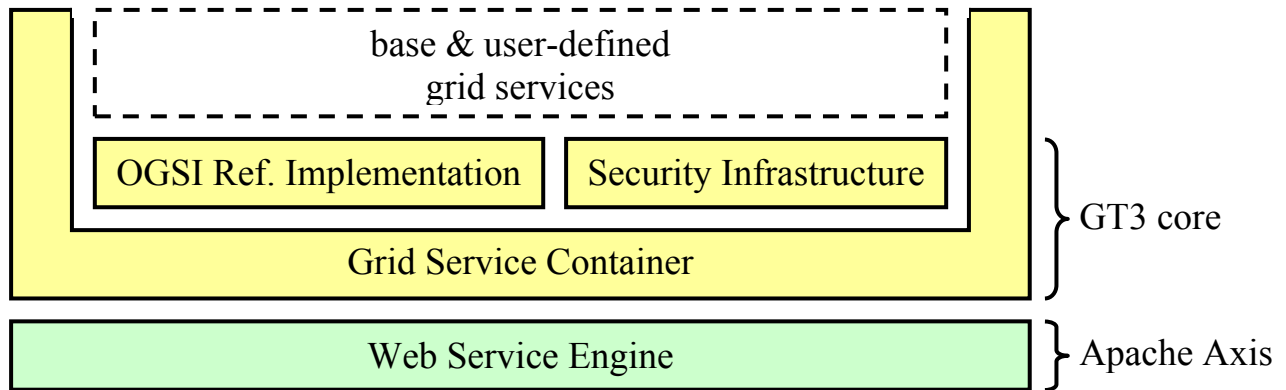 base & user-defined
grid services
OGSI Ref. Implementation
Security Infrastructure
GT3 core
Grid Service Container
Web Service Engine
Apache Axis